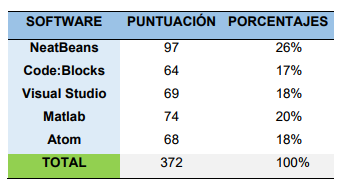 SOFTWARE PUNTUACIÓN PORCENTAJES
NeatBeans 97 26%
Code:Blocks 64 17%
Visual Studio 69 18%
Matlab 74 20%
Atom 68 18%
TOTAL 372 100%